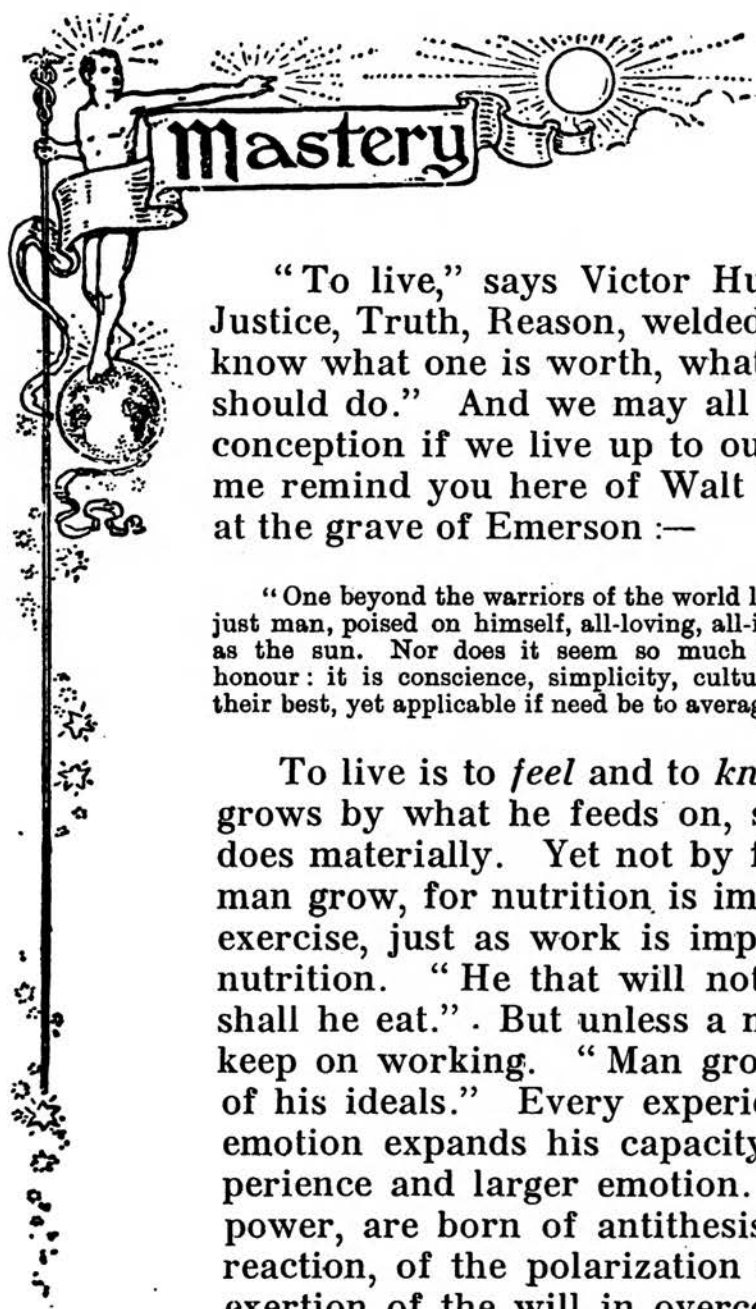 Mastery
“To live,” says Victor Hu
Justice, Truth, Reason, welded
know what one is worth, what
should do.” And we may all
conception if we live up to ou
me remind you here of Walt
at the grave of Emerson :—
“One beyond the warriors of the world l
just man, poised on himself, all-loving, all-i
as the sun. Nor does it seem so much
honour : it is conscience, simplicity, cultu
their best, yet applicable if need be to averag
To live is to feel and to kn
grows by what he feeds on, s
does materially. Yet not by f
man grow, for nutrition is im
exercise, just as work is imp
nutrition. “He that will not
shall he eat.” But unless a m
keep on working. “Man gro
of his ideals.” Every experie
emotion expands his capacity
perience and larger emotion.
power, are born of antithesis
reaction, of the polarization
exertion of the will in overc